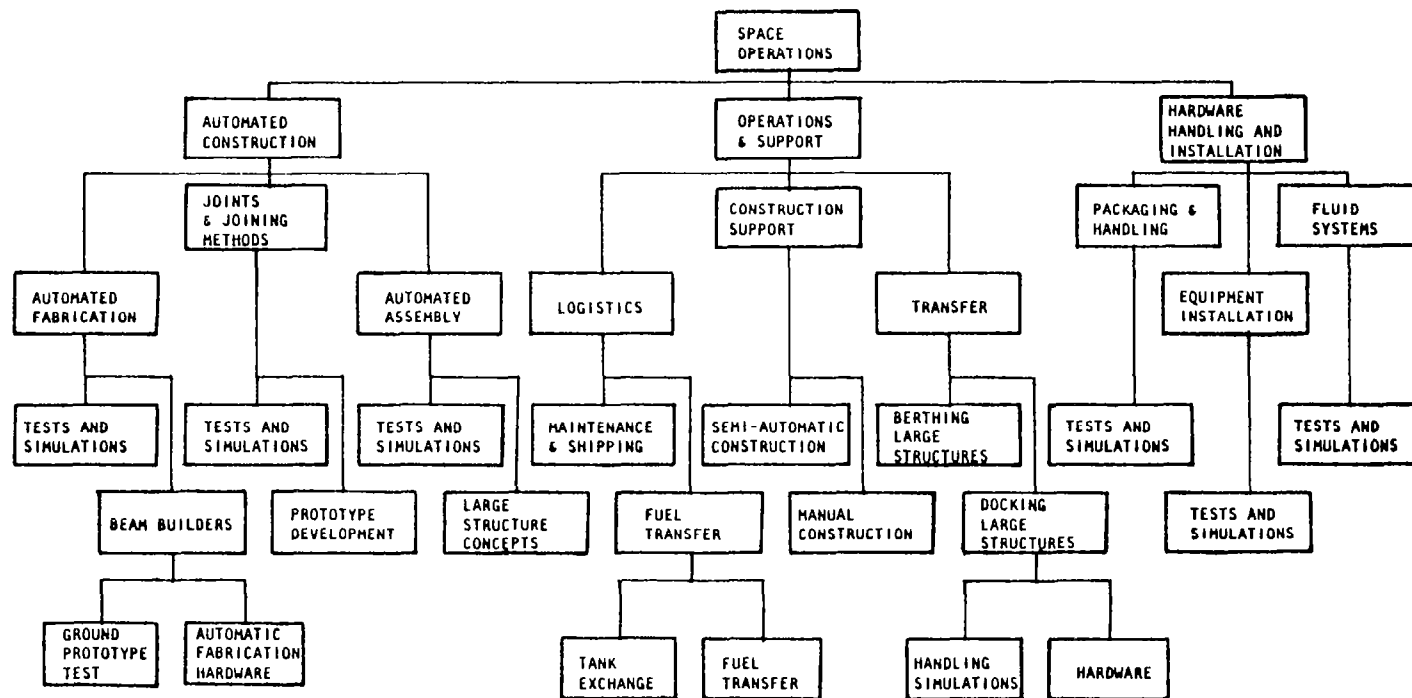 SPACE
OPERATIONS
AUTOMATED
CONSTRUCTION
OPERATIONS
& SUPPORT
HARDWARE
HANDLING AND
INSTALLATION
JOINTS
& JOINING
METHODS
CONSTRUCTION
SUPPORT
PACKAGING &
HANDLING
FLUID
SYSTEMS
AUTOMATED
FABRICATION
AUTOMATED
ASSEMBLY
LOGISTICS
TRANSFER
EQUIPMENT
INSTALLATION
TESTS AND
SIMULATIONS
TESTS AND
SIMULATIONS
TESTS AND
SIMULATIONS
MAINTENANCE
& SHIPPING
SEMI-AUTOMATIC
CONSTRUCTION
BERTHING
LARGE
STRUCTURES
TESTS AND
SIMULATIONS
TESTS AND
SIMULATIONS
BEAM BUILDERS
PROTOTYPE
DEVELOPMENT
LARGE
STRUCTURE
CONCEPTS
FUEL
TRANSFER
MANUAL
CONSTRUCTION
DOCKING
LARGE
STRUCTURES
TESTS AND
SIMULATIONS
GROUND
PROTOTYPE
TEST
AUTOMATIC
FABRICATION
HARDWARE
TANK
EXCHANGE
FUEL
TRANSFER
HANDLING
SIMULATIONS
HARDWARE